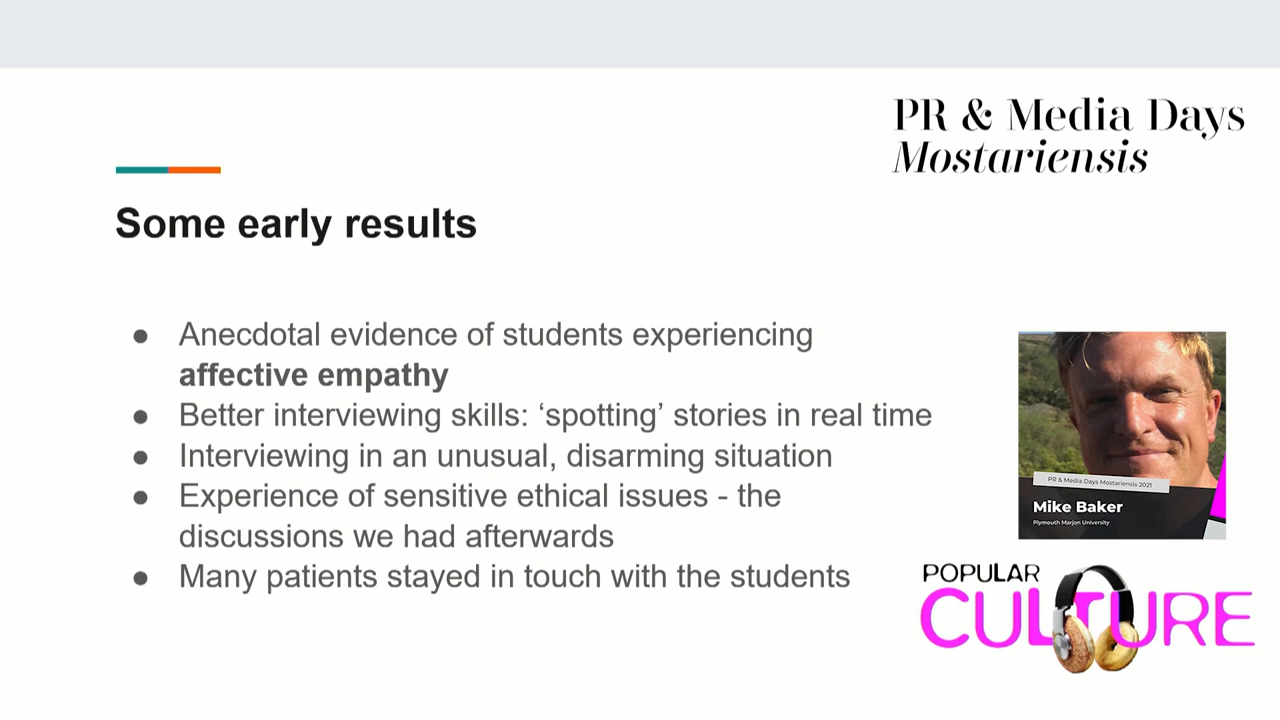 PR & Media Days
Mostariensis
Some early results
● Anecdotal evidence of students experiencing
affective empathy
● Better interviewing skills: ‘spotting’ stories in real time
● Interviewing in an unusual, disarming situation
● Experience of sensitive ethical issues - the
discussions we had afterwards
● Many patients stayed in touch with the students
PR & Media Days Mostariensis 2021
Mike Baker
Plymouth Marjon University
POPULAR
CULTURE